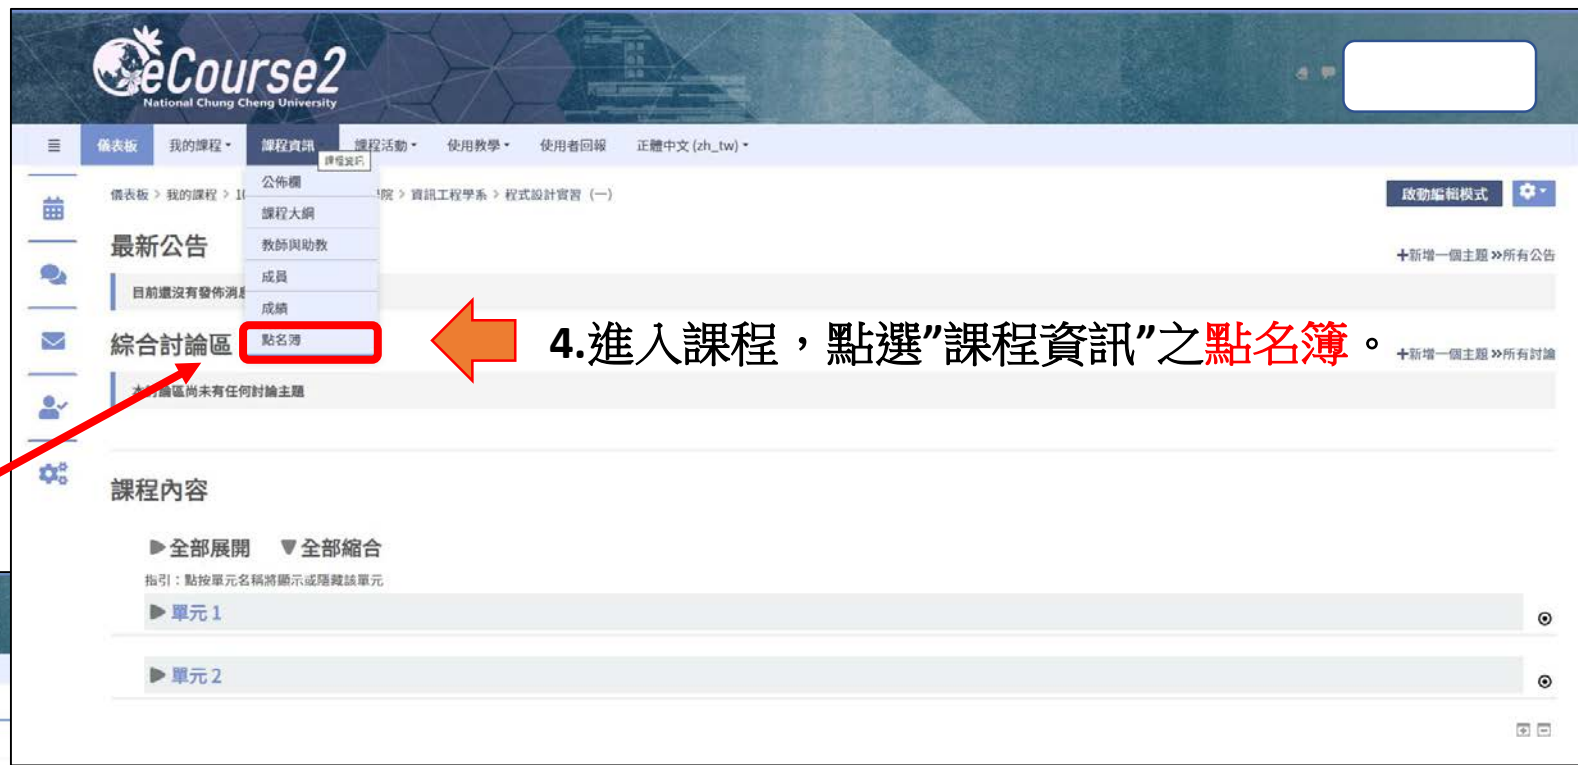 eCourse2
National Chung Cheng University
儀表板 我的課程 課程資訊 課程活動 使用教學 使用者回報 正體中文 (zh_tw)
課程資訊
公佈欄
課程大綱
教師與助教
成員
成績
點名簿
儀表板 > 我的課程 > 院 > 資訊工程學系 > 程式設計實習 (一)
啟動編輯模式
最新公告
新增一個主題 »所有公告
目前還沒有發佈消息
4.進入課程，點選”課程資訊”之點名簿。
綜合討論區
新增一個主題 »所有討論
本討論區尚未有任何討論主題
課程內容
全部展開 全部縮合
指引：點按單元名稱將顯示或隱藏該單元
單元 1
單元 2